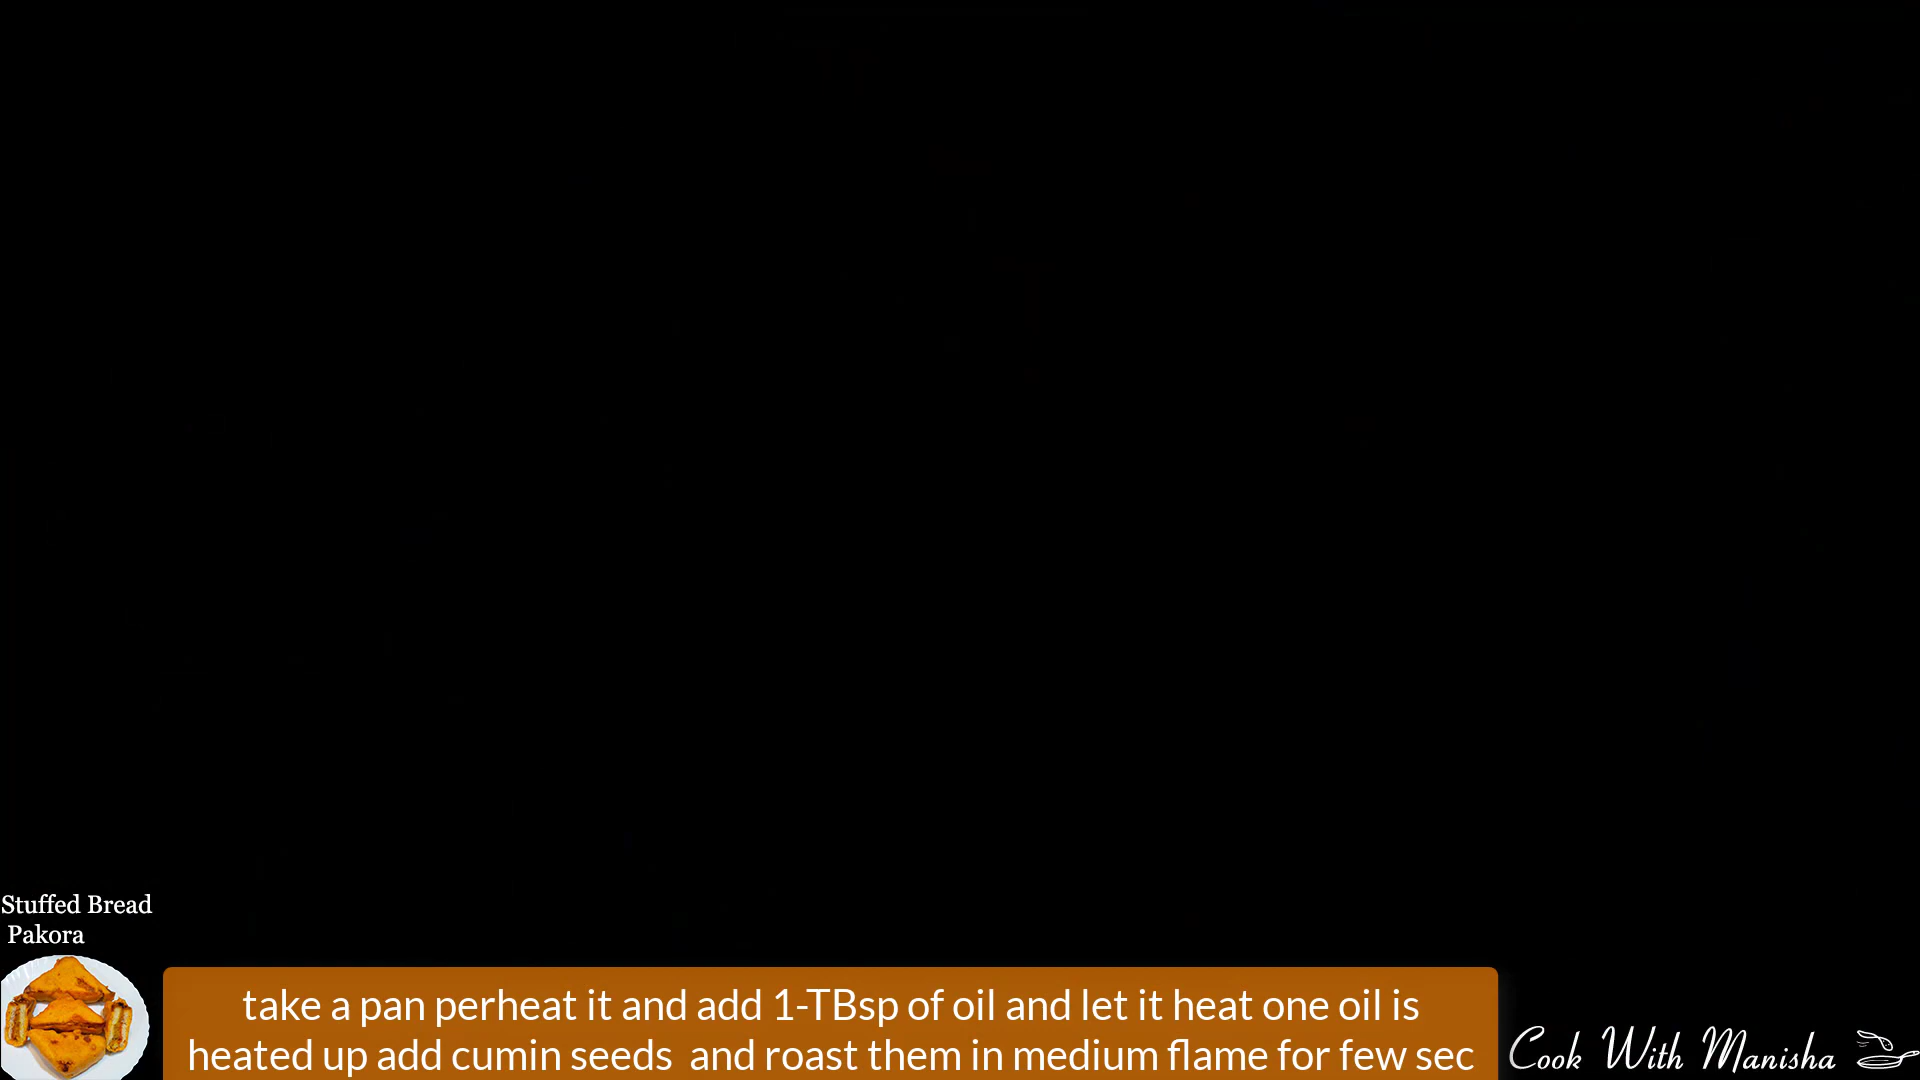 Stuffed Bread
Pakora
take a pan perheat it and add 1-TBsp of oil and let it heat one oil is
heated up add cumin seeds  and roast them in medium flame for few sec
Cook With Manisha